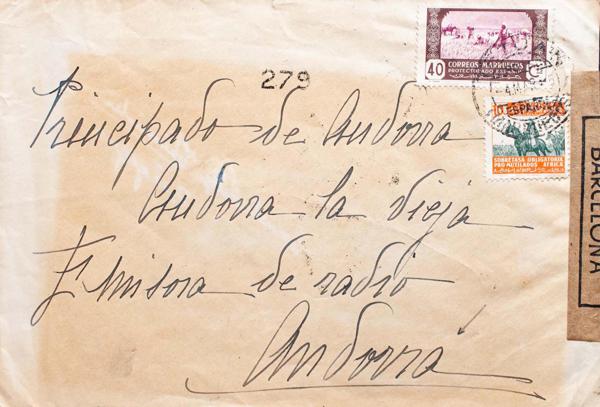 40
CORREOS MARRUECOS
PROTECTORADO ESPAÑOL
279
10
SOBRETASA OBLIGATORIA
PRO MUTILADOS AFRICA
BARCELONA
Principado de Andorra
Andorra la vieja
Emisora de radio
Andorra